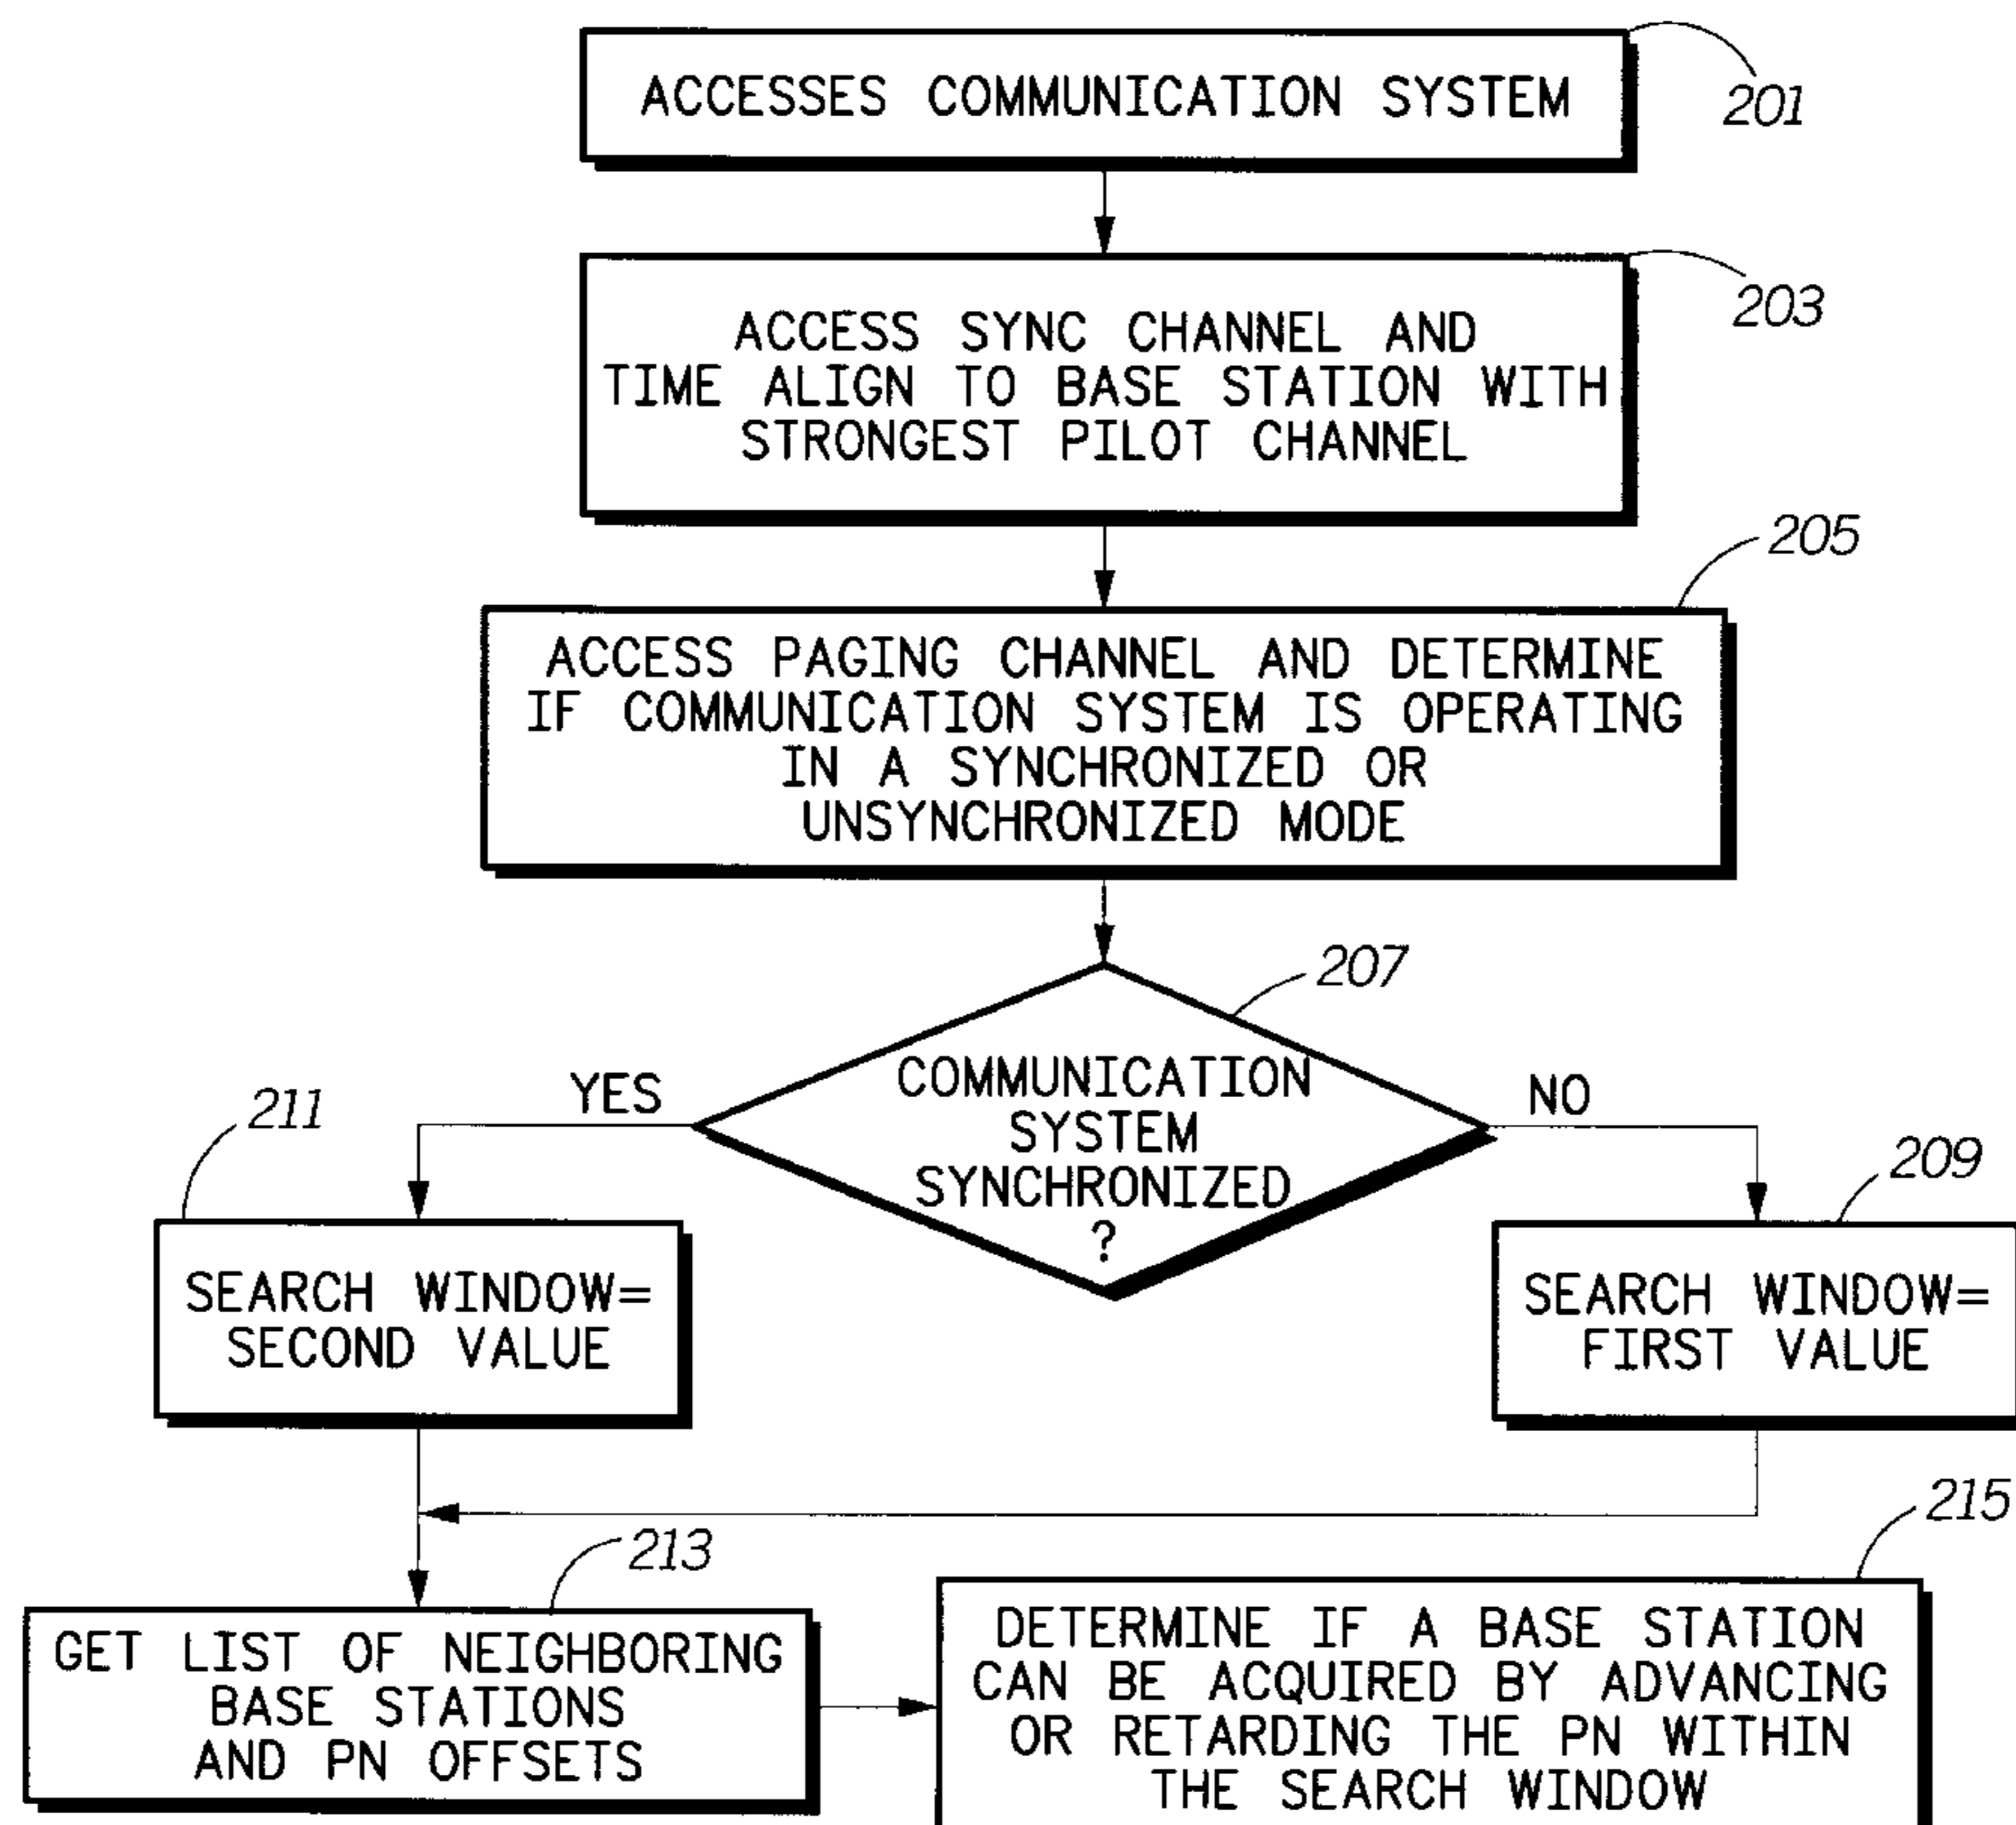 ACCESSES COMMUNICATION SYSTEM
201
ACCESS SYNC CHANNEL AND
TIME ALIGN TO BASE STATION WITH
STRONGEST PILOT CHANNEL
203
205
ACCESS PAGING CHANNEL AND DETERMINE
IF COMMUNICATION SYSTEM IS OPERATING
IN A SYNCHRONIZED OR
UNSYNCHRONIZED MODE
207
COMMUNICATION
SYSTEM
SYNCHRONIZED
?
YES
NO
211
SEARCH WINDOW=
SECOND VALUE
209
SEARCH WINDOW=
FIRST VALUE
213
GET LIST OF NEIGHBORING
BASE STATIONS
AND PN OFFSETS
215
DETERMINE IF A BASE STATION
CAN BE ACQUIRED BY ADVANCING
OR RETARDING THE PN WITHIN
THE SEARCH WINDOW